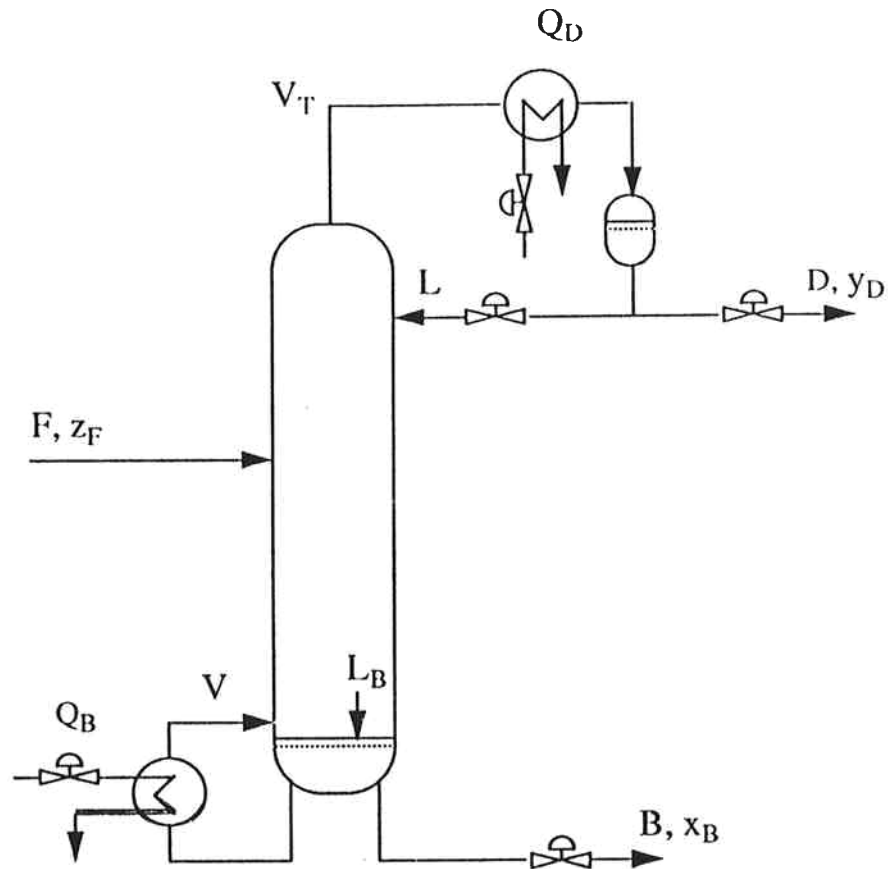 Q_D
V_T
L
D, y_D
F, z_F
L_B
V
Q_B
B, x_B